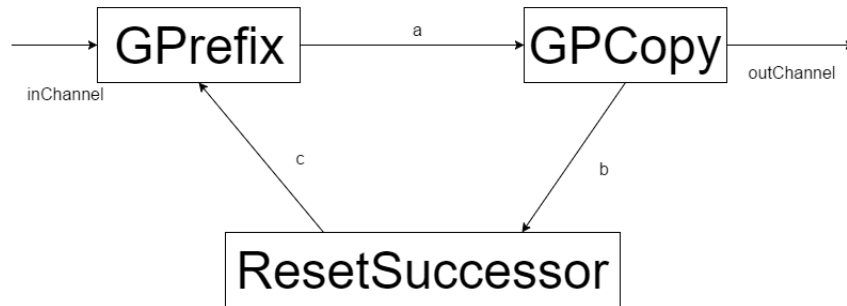 a
GPrefix
GPCopy
inChannel
outChannel
c
b
ResetSuccessor